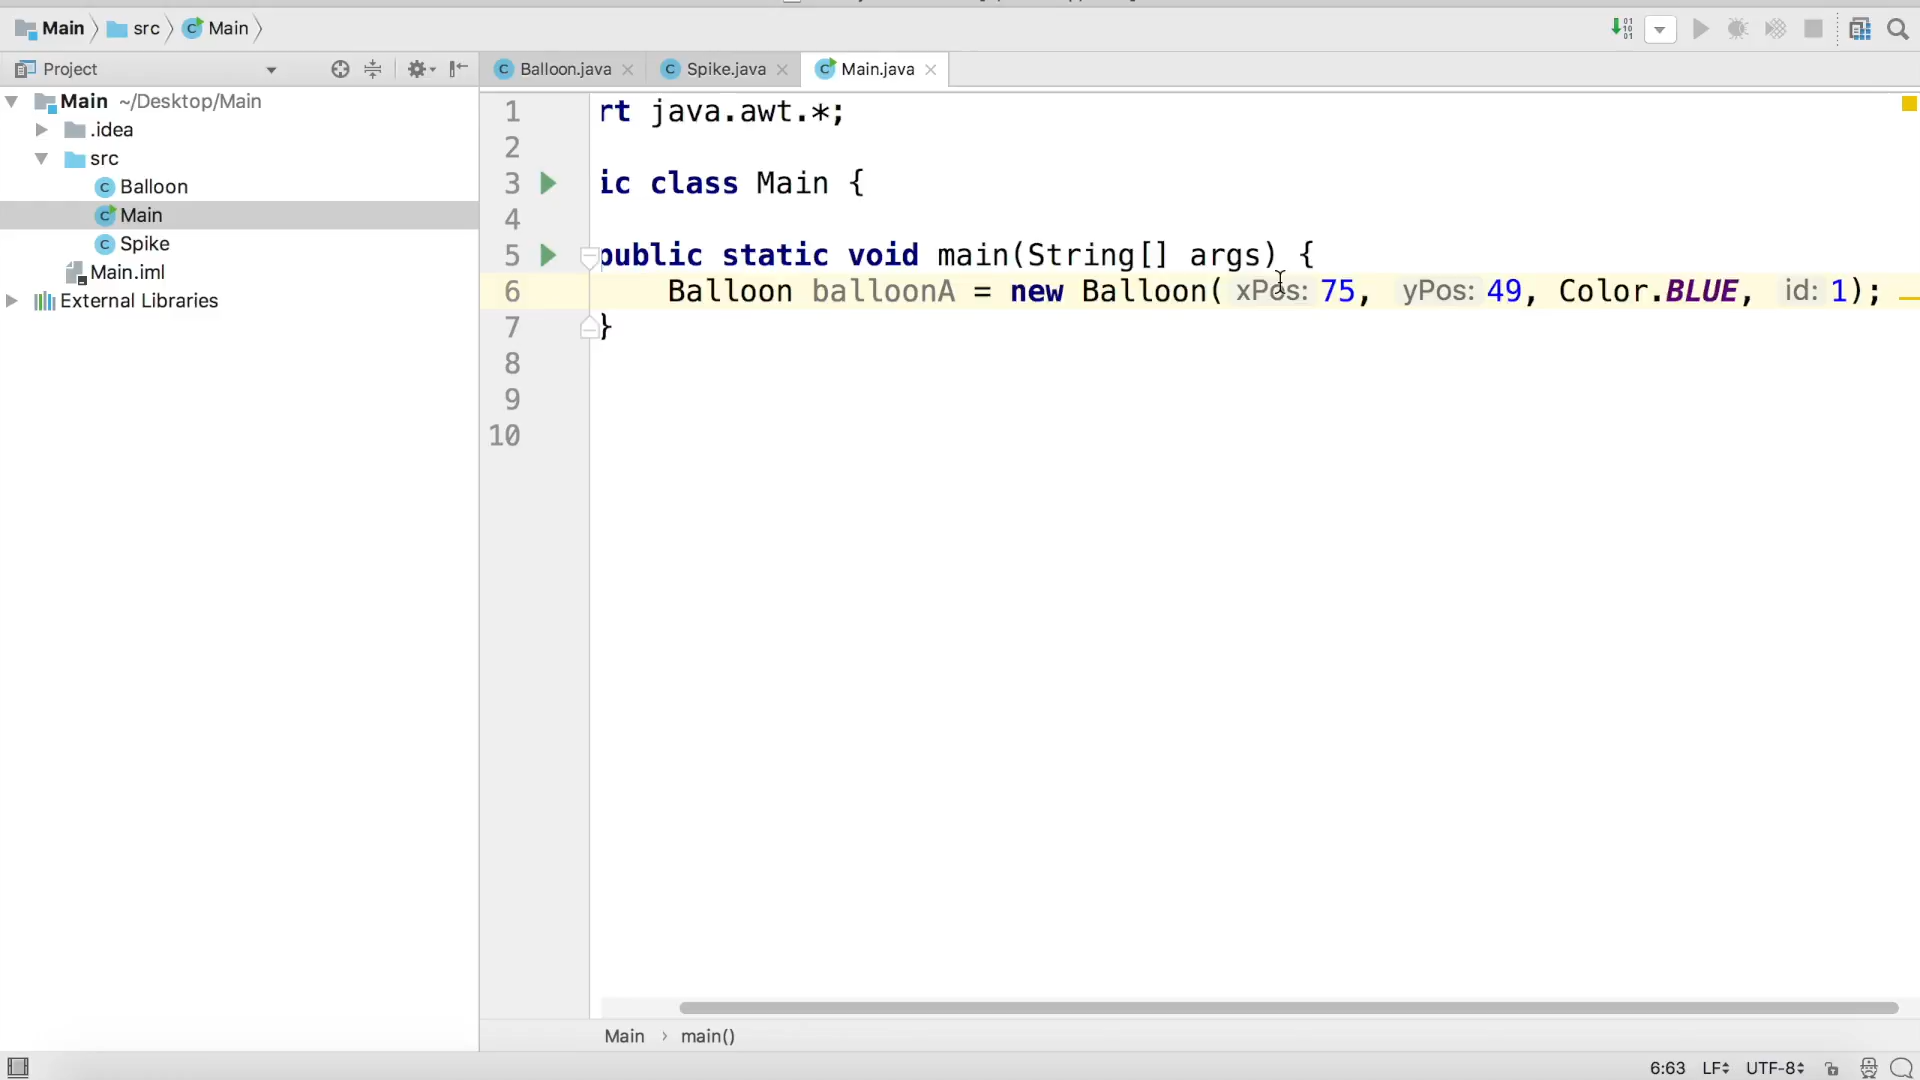 Main src Main
Project
Balloon.java Spike.java Main.java
Main ~/Desktop/Main
.idea
src
Balloon
Main
Spike
Main.iml
External Libraries
1 rt java.awt.*;
2
3 ic class Main {
4
5 public static void main(String[] args) {
6 Balloon balloonA = new Balloon( xPos: 75, yPos: 49, Color.BLUE, id: 1);
7 }
8
9
10
Main › main()
6:63 LF UTF-8